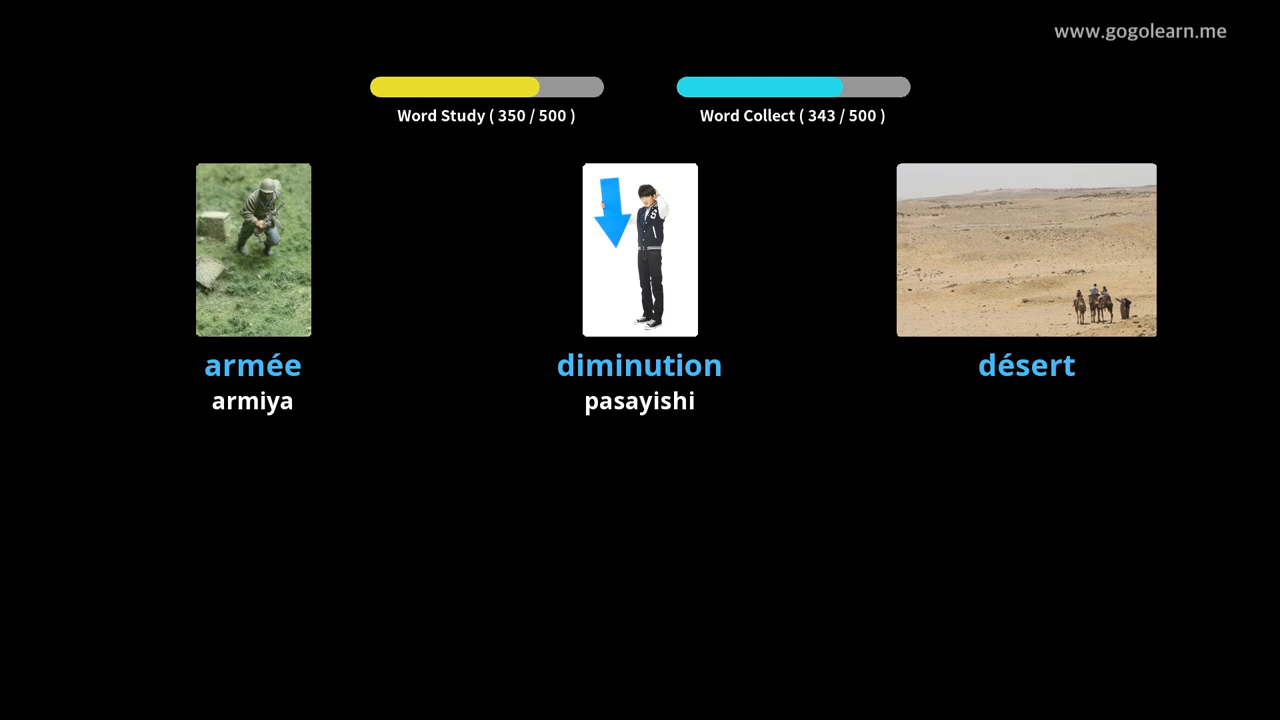 www.gogolearn.me
Word Study ( 350 / 500 )
Word Collect ( 343 / 500 )
armée
armiya
diminution
pasayishi
désert